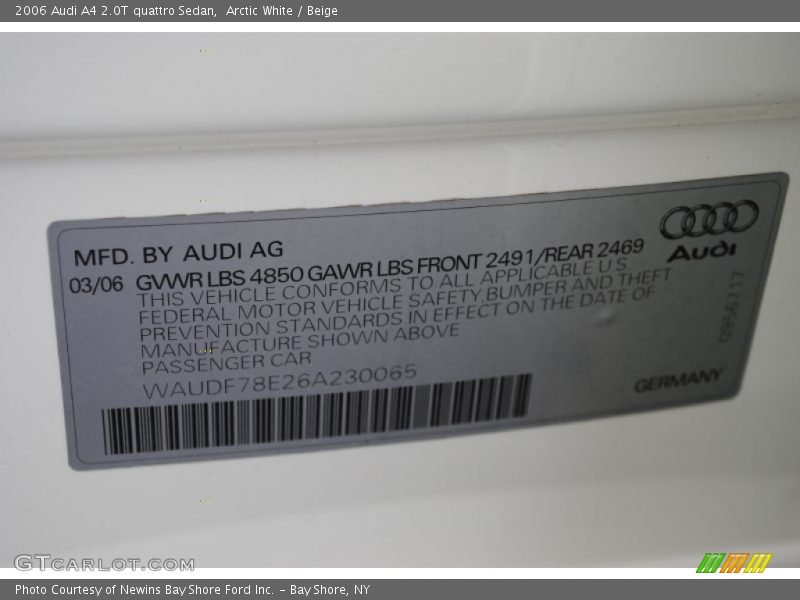 2006 Audi A4 2.0T quattro Sedan,  Arctic White / Beige
MFD. BY AUDI AG
03/06 GVWR LBS 4850 GAWR LBS FRONT 2491/REAR 2469
THIS VEHICLE CONFORMS TO ALL APPLICABLE U S
FEDERAL MOTOR VEHICLE SAFETY BUMPER AND THEFT
PREVENTION STANDARDS IN EFFECT ON THE DATE OF
MANUFACTURE SHOWN ABOVE
PASSENGER CAR
WAUDF78E26A230065
Audi
0956717
GERMANY
GTCARLOT.COM
Photo Courtesy of Newins Bay Shore Ford Inc. – Bay Shore, NY